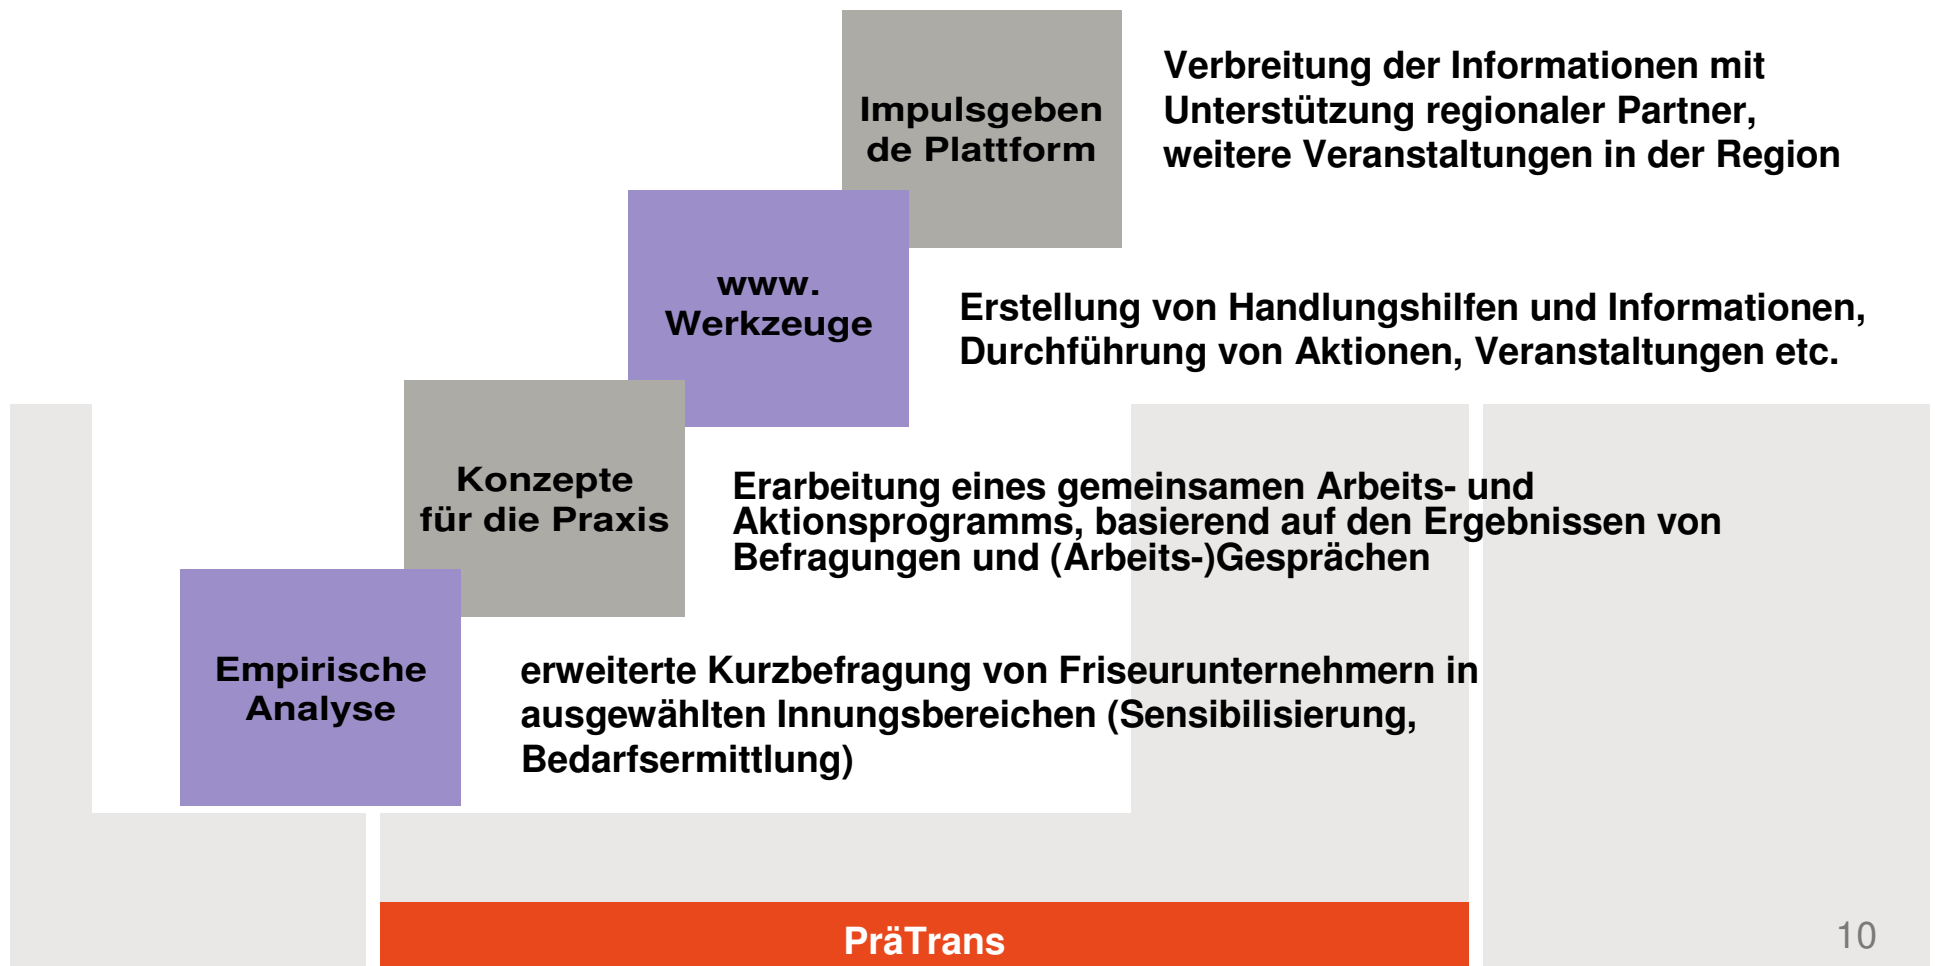 Impulsgeben
de Plattform
Verbreitung der Informationen mit
Unterstützung regionaler Partner,
weitere Veranstaltungen in der Region
www.
Werkzeuge
Erstellung von Handlungshilfen und Informationen,
Durchführung von Aktionen, Veranstaltungen etc.
Konzepte
für die Praxis
Erarbeitung eines gemeinsamen Arbeits- und
Aktionsprogramms, basierend auf den Ergebnissen von
Befragungen und (Arbeits-)Gesprächen
Empirische
Analyse
erweiterte Kurzbefragung von Friseurunternehmern in
ausgewählten Innungsbereichen (Sensibilisierung,
Bedarfsermittlung)
PräTrans
10